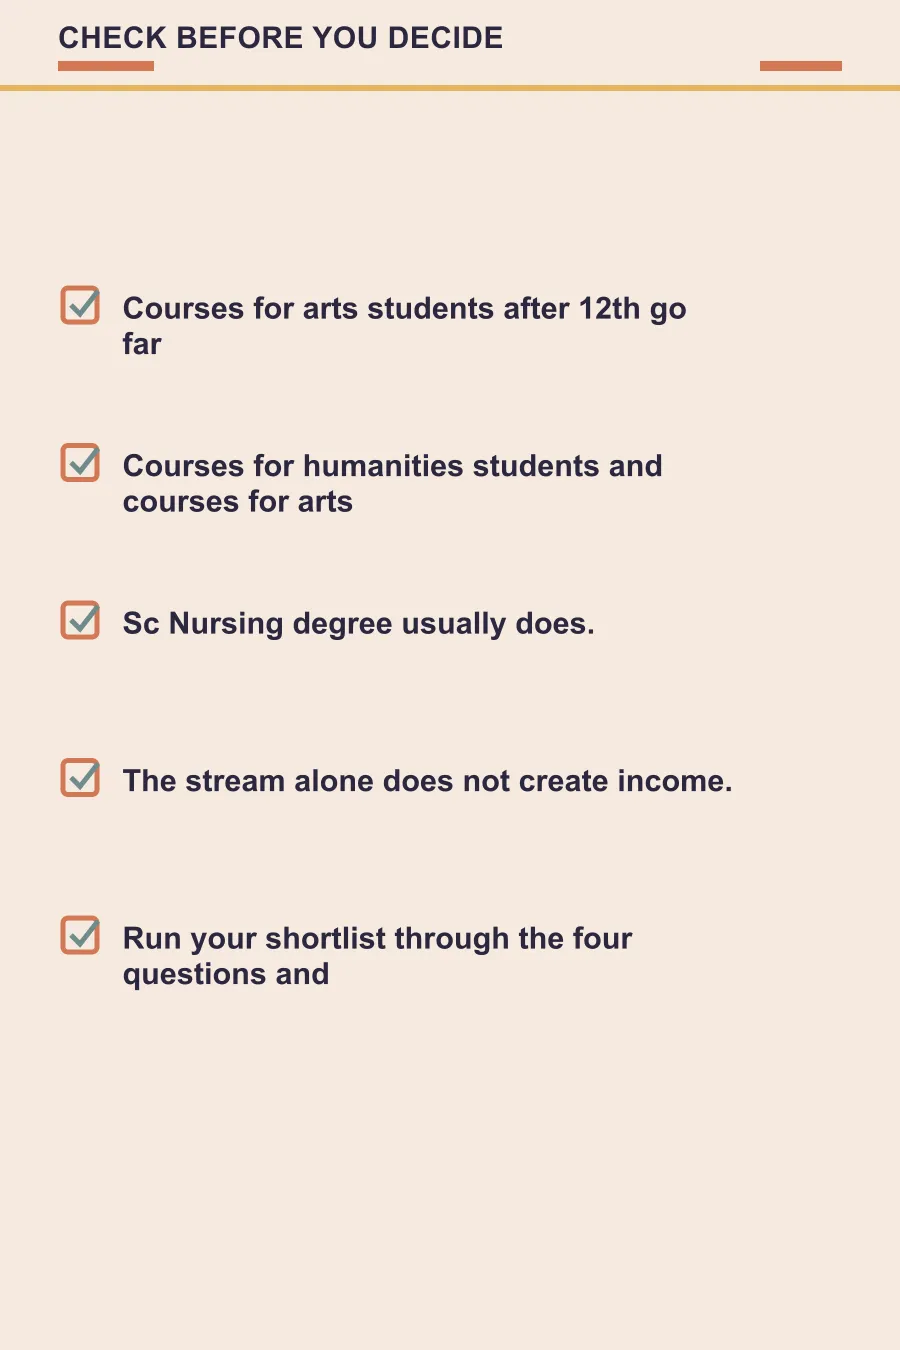 CHECK BEFORE YOU DECIDE
Courses for arts students after 12th go
far
Courses for humanities students and
courses for arts
Sc Nursing degree usually does.
The stream alone does not create income.
Run your shortlist through the four
questions and